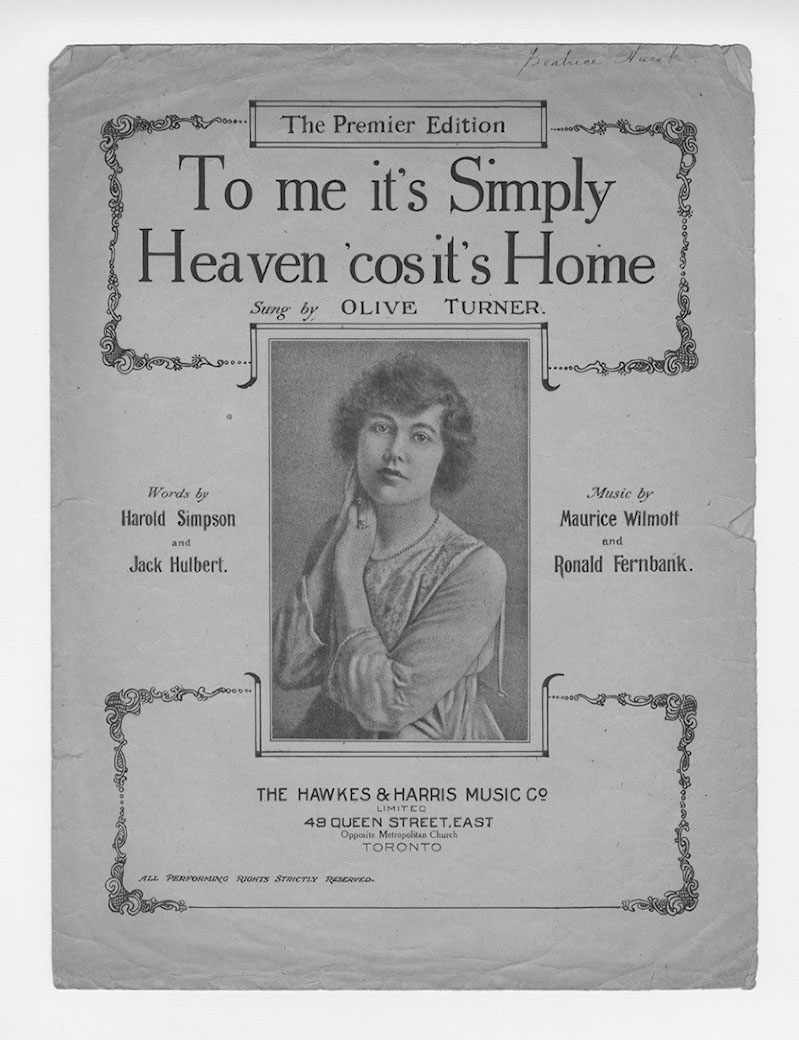 Beatrice
The Premier Edition
To me it's Simply
Heaven 'cos it's Home
Sung by OLIVE TURNER.
Words by
Harold Simpson
and
Jack Hulbert.
Music by
Maurice Wilmott
and
Ronald Fernbank.
THE HAWKES & HARRIS MUSIC Co
LIMITED
49 QUEEN STREET, EAST
Opposite Metropolitan Church
TORONTO
ALL PERFORMING RIGHTS STRICTLY RESERVED.